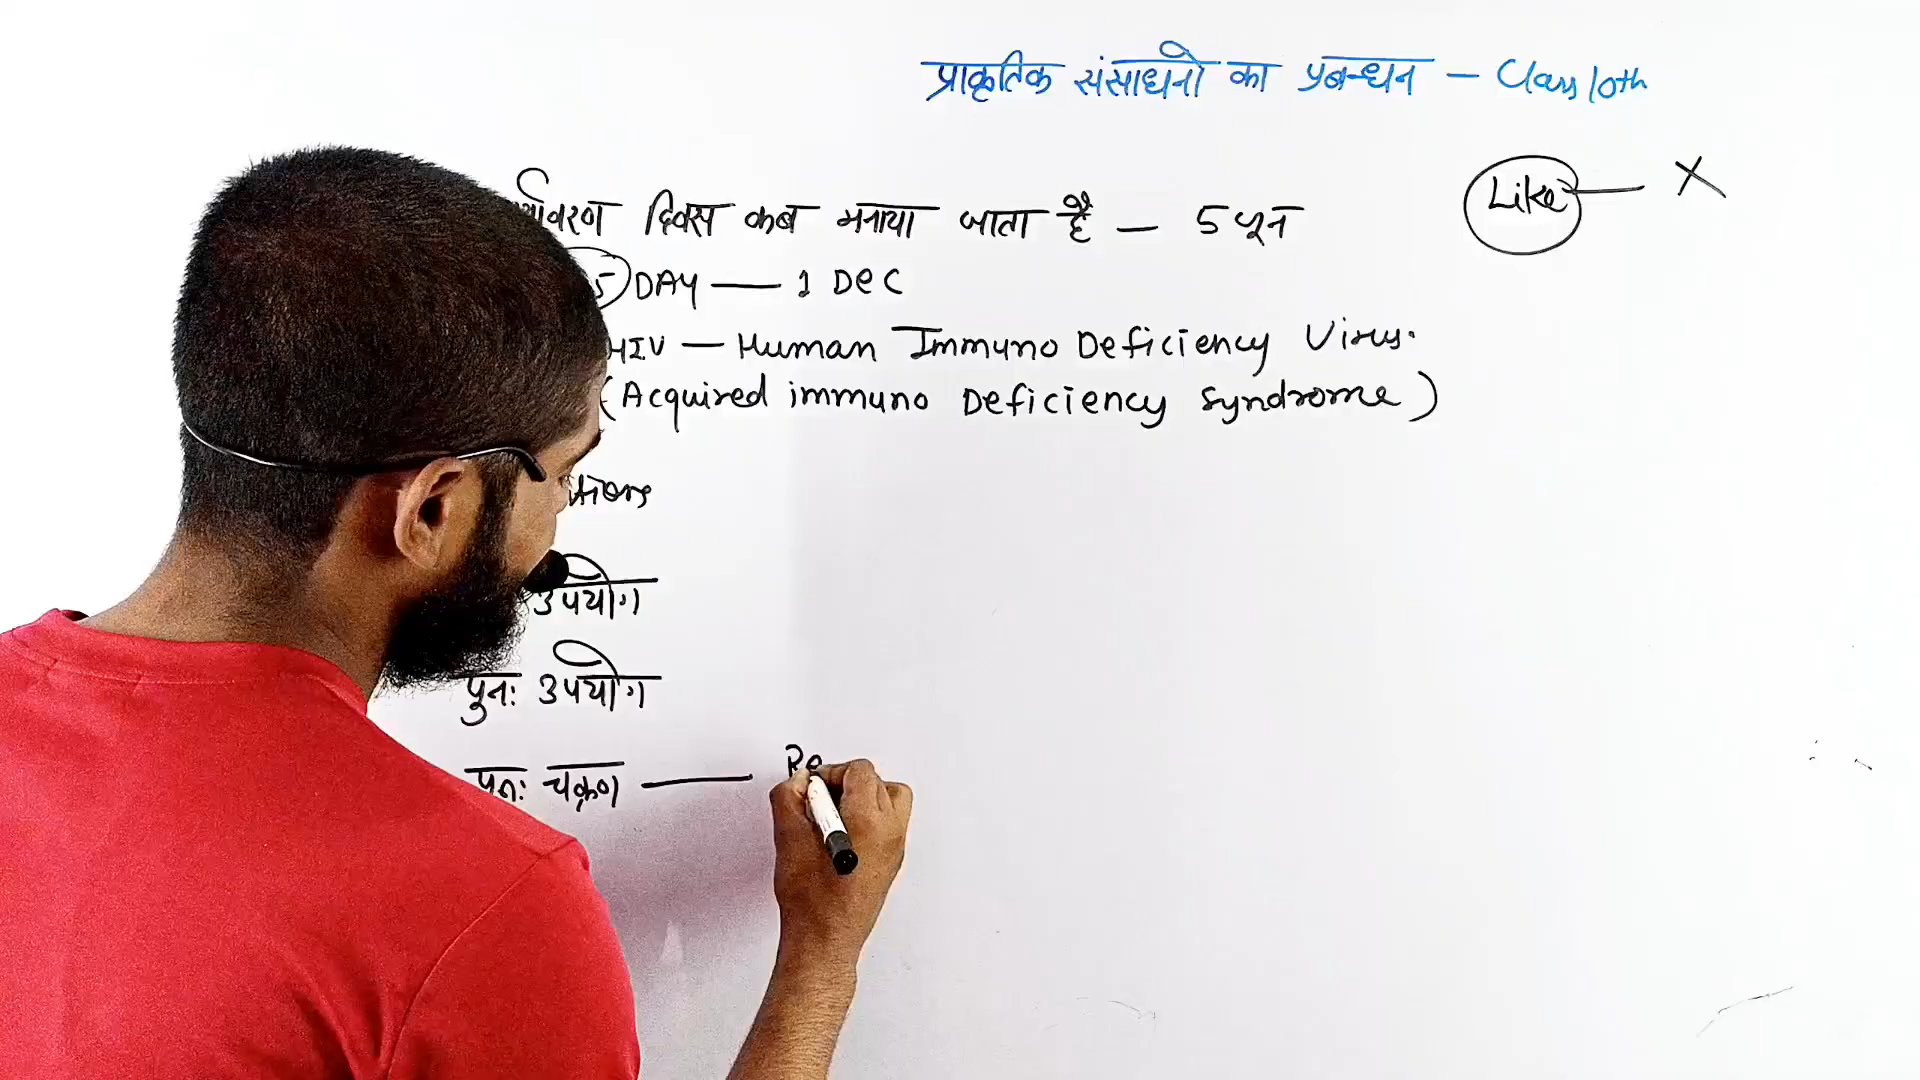 प्राकृतिक संसाधनो का प्रबन्धन - Class 10th
Like — X
दिवस कब मनाया जाता है — 5 जून
DAY — 1 Dec
HIV — Human Immuno Deficiency Virus.
(Acquired immuno Deficiency Syndrome)
उपयोग
पुनः उपयोग
पुनः चक्रण — Re